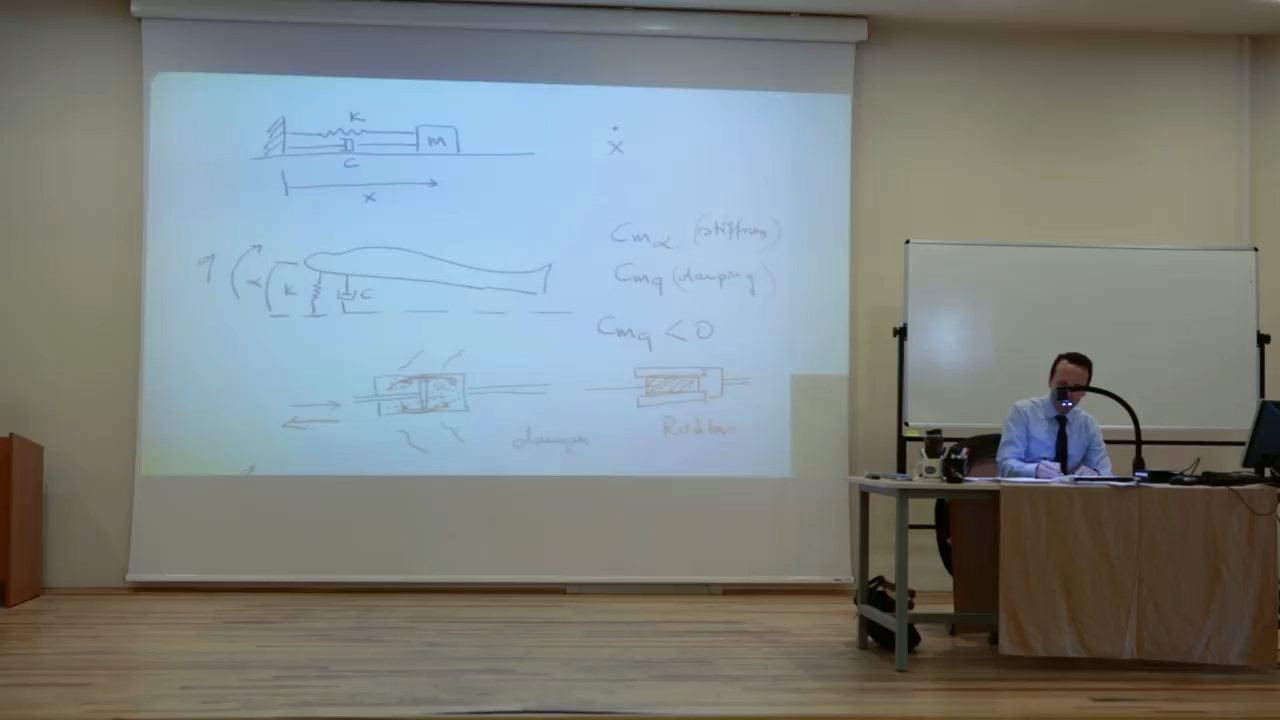 K
m
C
x
ẋ
Cmα (stiffness)
q α K C
Cmq (damping)
Cmq < 0
damper
Rubber